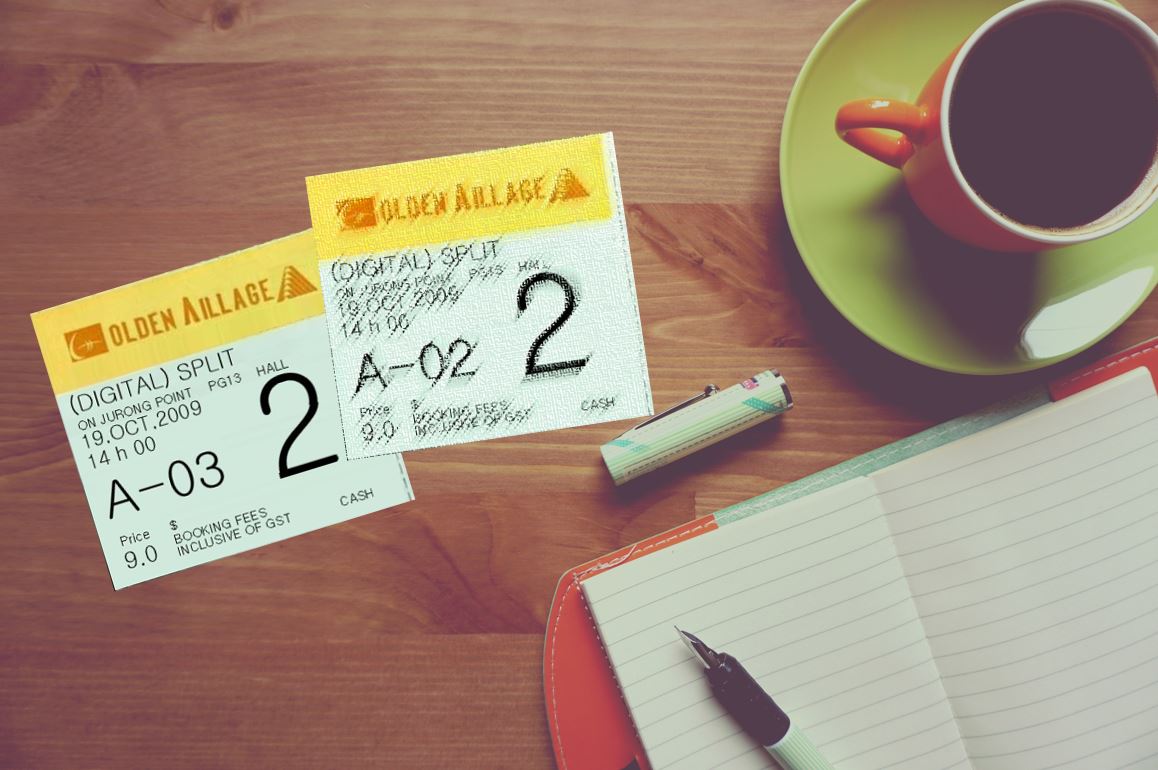 OLDEN AILLAGE
(DIGITAL) SPLIT
ON JURONG POINT PG13 HALL
19.OCT.2009
14 h 00
A-03 2
Price $ BOOKING FEES
9.0 INCLUSIVE OF GST
CASH
OLDEN AILLAGE
(DIGITAL) SPLIT
ON JURONG POINT PG13 HALL
19.OCT.2009
14 h 00
A-02 2
Price $ BOOKING FEES
9.0 INCLUSIVE OF GST
CASH